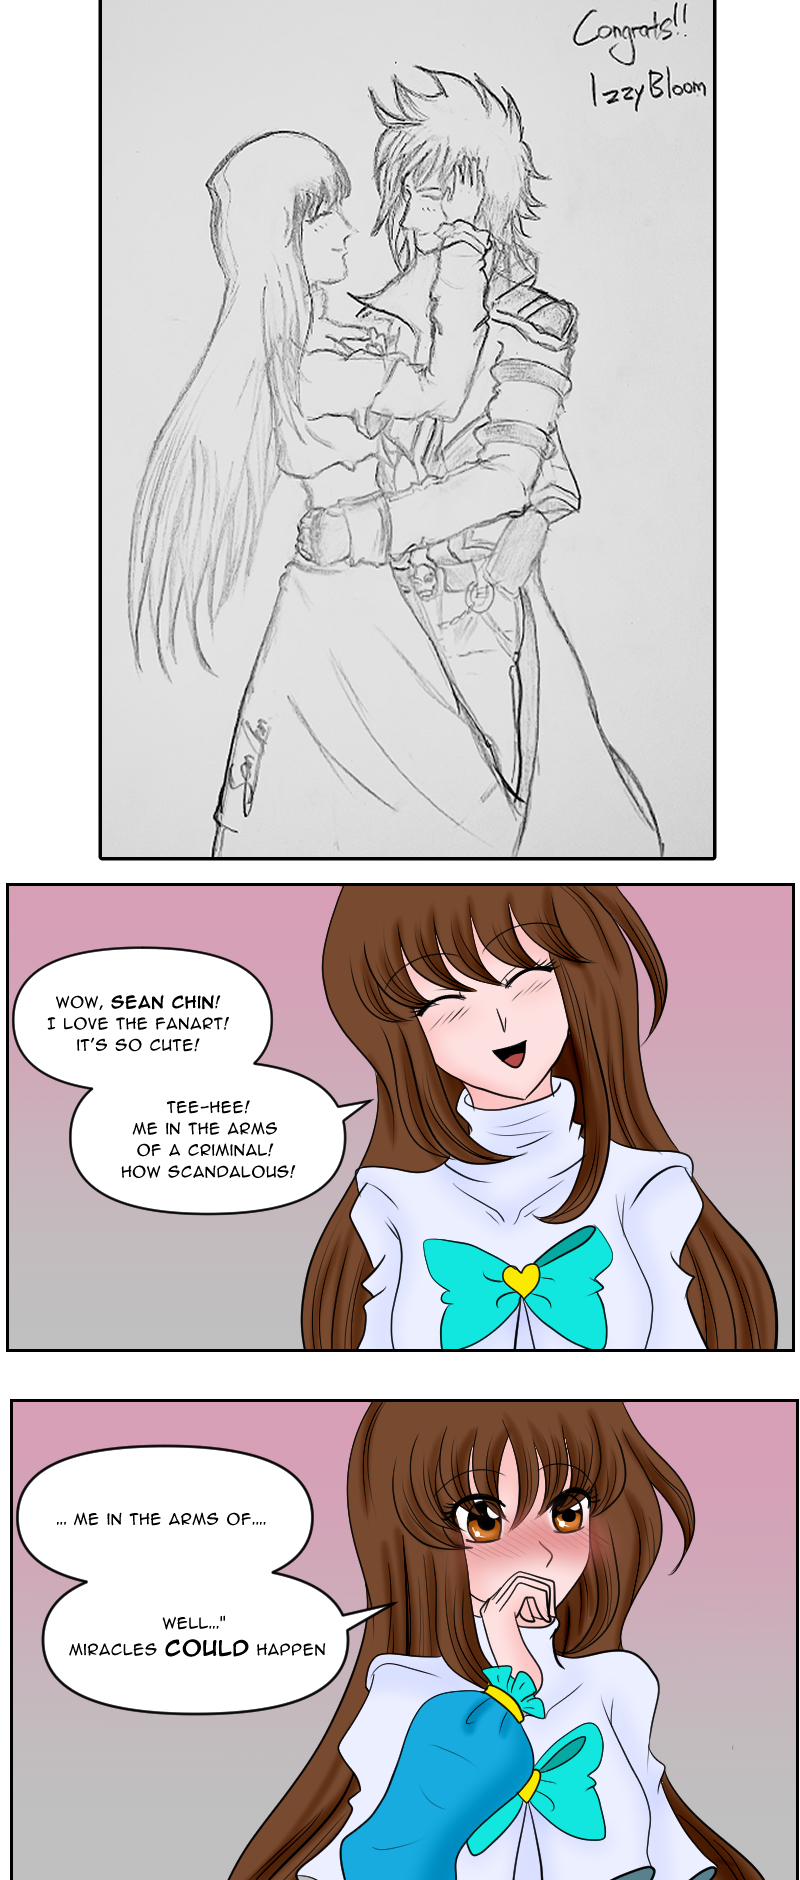 Congrats!!
IzzyBloom
WOW, SEAN CHIN!
I LOVE THE FANART!
IT'S SO CUTE!
TEE-HEE!
ME IN THE ARMS
OF A CRIMINAL!
HOW SCANDALOUS!
... ME IN THE ARMS OF....
WELL..."
MIRACLES COULD HAPPEN